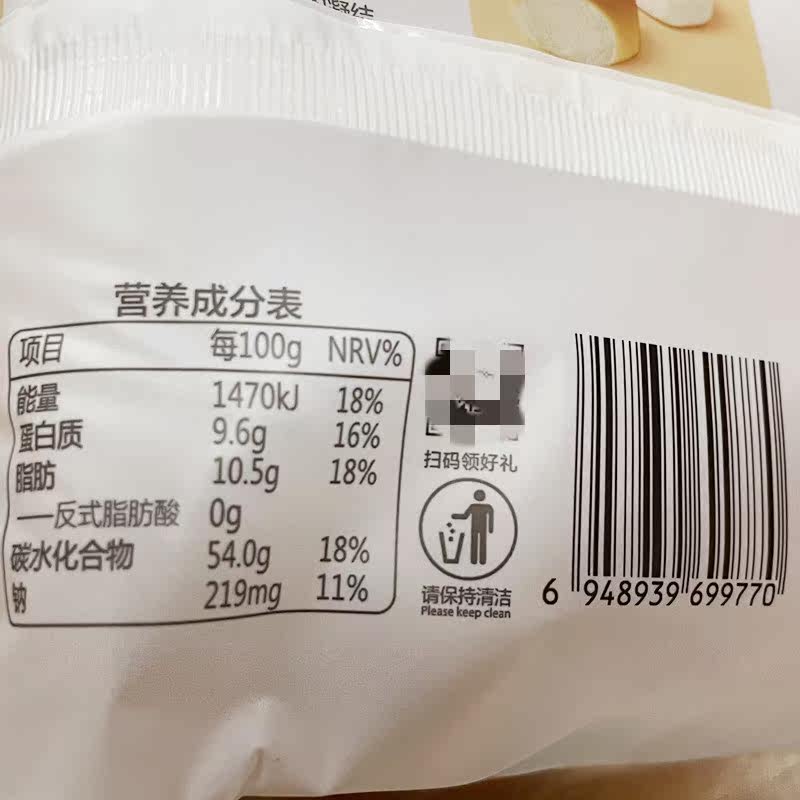 凝结
营养成分表
项目 每100g NRV%
能量 1470kJ 18%
蛋白质 9.6g 16%
脂肪 10.5g 18%
—反式脂肪酸 0g
碳水化合物 54.0g 18%
钠 219mg 11%
扫码领好礼
请保持清洁
Please keep clean
6 948939 699770